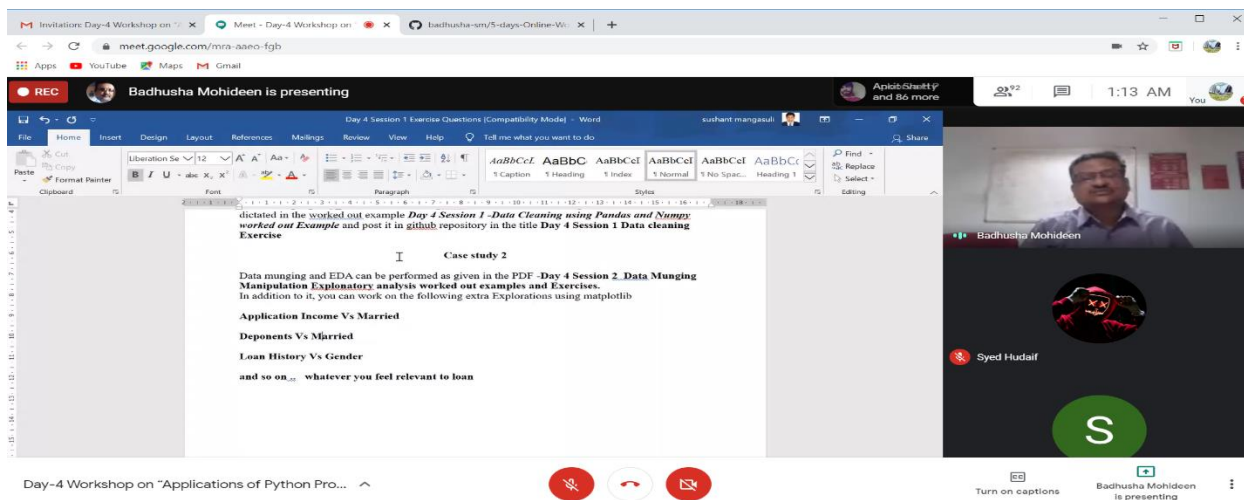 Invitation: Day-4 Workshop on "A
Meet - Day-4 Workshop on
badhusha-sm/5-days-Online-Wo
meet.google.com/mra-aaeo-fgb
Apps YouTube Maps Gmail
REC Badhusha Mohideen is presenting
and 86 more
92
1:13 AM
You
Day 4 Session 1 Exercise Questions [Compatibility Mode] - Word
sushant mangasuli
File Home Insert Design Layout References Mailings Review View Help Tell me what you want to do
Share
Cut
Copy
Format Painter
Paste
Liberation Se 12
AaBbCcI AaBbC AaBbCcI AaBbCcI AaBbCcI AaBbCc
1 Caption 1 Heading 1 Index 1 Normal 1 No Spac... Heading 1
Find
Replace
Select
Clipboard Font Paragraph Styles Editing
dictated in the worked out example Day 4 Session 1 -Data Cleaning using Pandas and Numpy
worked out Example and post it in github repository in the title Day 4 Session 1 Data cleaning
Exercise
Case study 2
Data munging and EDA can be performed as given in the PDF -Day 4 Session 2 Data Munging
Manipulation Explonatory analysis worked out examples and Exercises.
In addition to it, you can work on the following extra Explorations using matplotlib
Application Income Vs Married
Deponents Vs Married
Loan History Vs Gender
and so on .. whatever you feel relevant to loan
Badhusha Mohideen
Syed Hudaif
S
Day-4 Workshop on "Applications of Python Pro...
Turn on captions
Badhusha Mohideen
is presenting